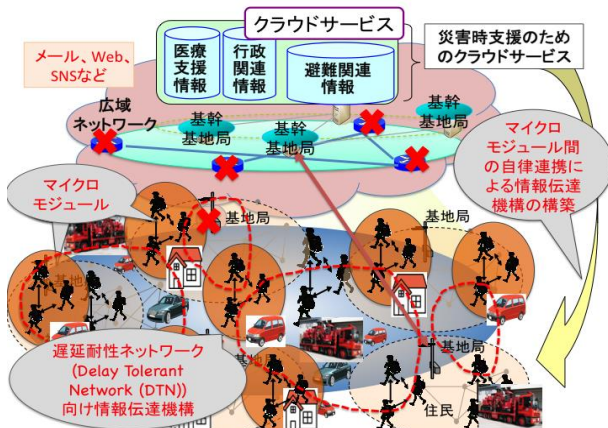 クラウドサービス
医療
支援
情報
行政
関連
情報
避難関連
情報
災害時支援のため
のクラウドサービス
メール、Web、
SNSなど
広域
ネットワーク
基幹
基地局
基幹
基地局
基幹
基地局
マイクロ
モジュール間
の自律連携に
よる情報伝達
機構の構築
マイクロ
モジュール
基地局
基地局
基地局
基地局
基地局
遅延耐性ネットワーク
(Delay Tolerant
Network (DTN))
向け情報伝達機構
住民